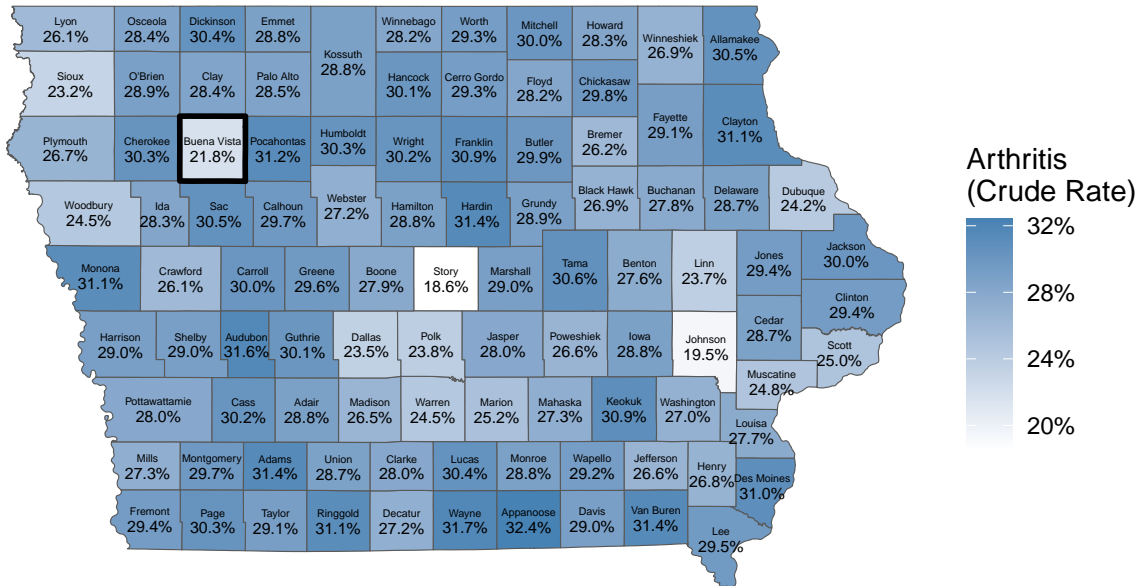 Lyon
26.1%
Osceola
28.4%
Dickinson
30.4%
Emmet
28.8%
Winnebago
28.2%
Worth
29.3%
Mitchell
30.0%
Howard
28.3%
Winneshiek
26.9%
Allamakee
30.5%
Kossuth
28.8%
Sioux
23.2%
O'Brien
28.9%
Clay
28.4%
Palo Alto
28.5%
Hancock
30.1%
Cerro Gordo
29.3%
Floyd
28.2%
Chickasaw
29.8%
Plymouth
26.7%
Cherokee
30.3%
Buena Vista
21.8%
Pocahontas
31.2%
Humboldt
30.3%
Wright
30.2%
Franklin
30.9%
Butler
29.9%
Bremer
26.2%
Fayette
29.1%
Clayton
31.1%
Woodbury
24.5%
Ida
28.3%
Sac
30.5%
Calhoun
29.7%
Webster
27.2%
Hamilton
28.8%
Hardin
31.4%
Grundy
28.9%
Black Hawk
26.9%
Buchanan
27.8%
Delaware
28.7%
Dubuque
24.2%
Monona
31.1%
Crawford
26.1%
Carroll
30.0%
Greene
29.6%
Boone
27.9%
Story
18.6%
Marshall
29.0%
Tama
30.6%
Benton
27.6%
Linn
23.7%
Jones
29.4%
Jackson
30.0%
Clinton
29.4%
Harrison
29.0%
Shelby
29.0%
Audubon
31.6%
Guthrie
30.1%
Dallas
23.5%
Polk
23.8%
Jasper
28.0%
Poweshiek
26.6%
Iowa
28.8%
Johnson
19.5%
Cedar
28.7%
Scott
25.0%
Muscatine
24.8%
Pottawattamie
28.0%
Cass
30.2%
Adair
28.8%
Madison
26.5%
Warren
24.5%
Marion
25.2%
Mahaska
27.3%
Keokuk
30.9%
Washington
27.0%
Louisa
27.7%
Mills
27.3%
Montgomery
29.7%
Adams
31.4%
Union
28.7%
Clarke
28.0%
Lucas
30.4%
Monroe
28.8%
Wapello
29.2%
Jefferson
26.6%
Henry
26.8%
Des Moines
31.0%
Fremont
29.4%
Page
30.3%
Taylor
29.1%
Ringgold
31.1%
Decatur
27.2%
Wayne
31.7%
Appanoose
32.4%
Davis
29.0%
Van Buren
31.4%
Lee
29.5%
Arthritis
(Crude Rate)
32%
28%
24%
20%